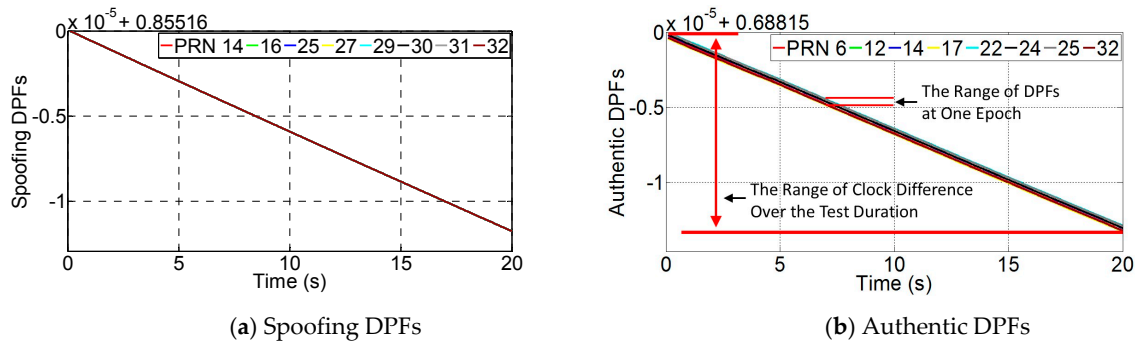 x 10⁻⁵ + 0.85516
0
-0.5
-1
Spoofing DPFs
PRN 14 16 25 27 29 30 31 32
0 5 10 15 20
Time (s)
(a) Spoofing DPFs
x 10⁻⁵ + 0.68815
0
-0.5
-1
Authentic DPFs
PRN 6 12 14 17 22 24 25 32
The Range of DPFs
at One Epoch
The Range of Clock Difference
Over the Test Duration
0 5 10 15 20
Time (s)
(b) Authentic DPFs